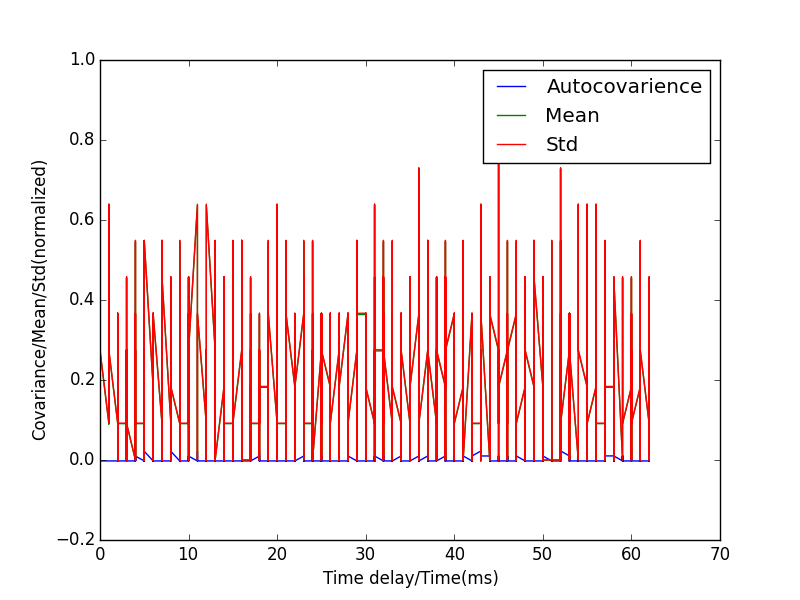 1.0
0.8
0.6
0.4
0.2
0.0
−0.2
0 10 20 30 40 50 60 70
Covariance/Mean/Std(normalized)
Time delay/Time(ms)
Autocovarience
Mean
Std